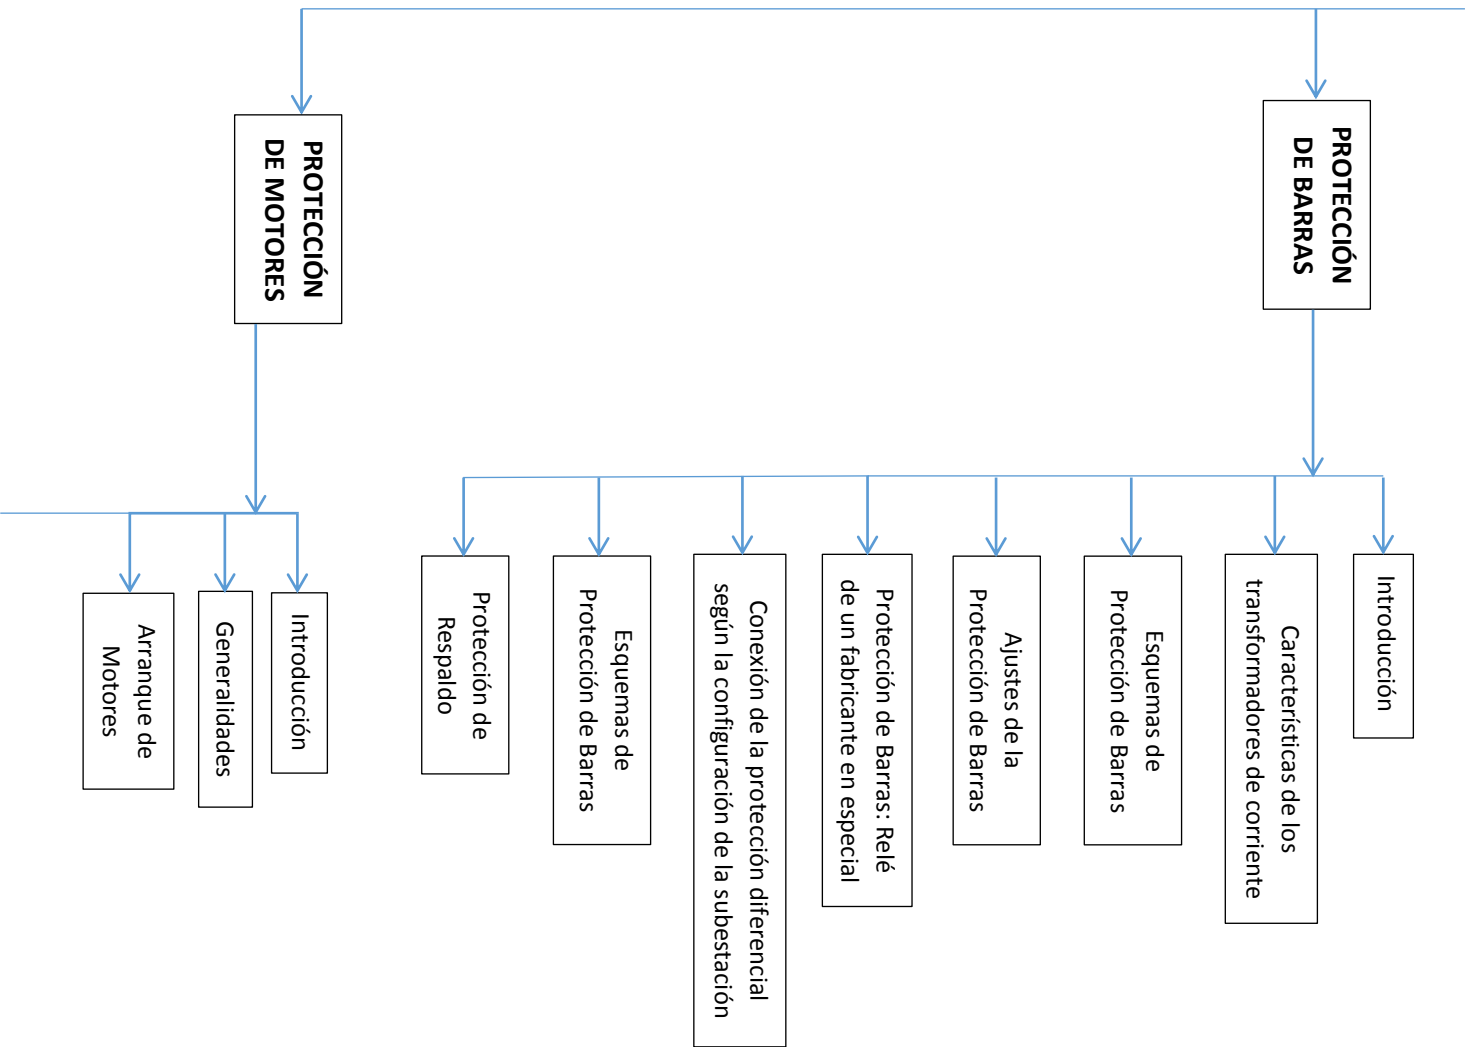 PROTECCIÓN
DE BARRAS
Introducción
Características de los
transformadores de corriente
Esquemas de
Protección de Barras
Ajustes de la
Protección de Barras
Protección de Barras: Relé
de un fabricante en especial
Conexión de la protección diferencial
según la configuración de la subestación
Esquemas de
Protección de Barras
Protección de
Respaldo
PROTECCIÓN
DE MOTORES
Introducción
Generalidades
Arranque de
Motores